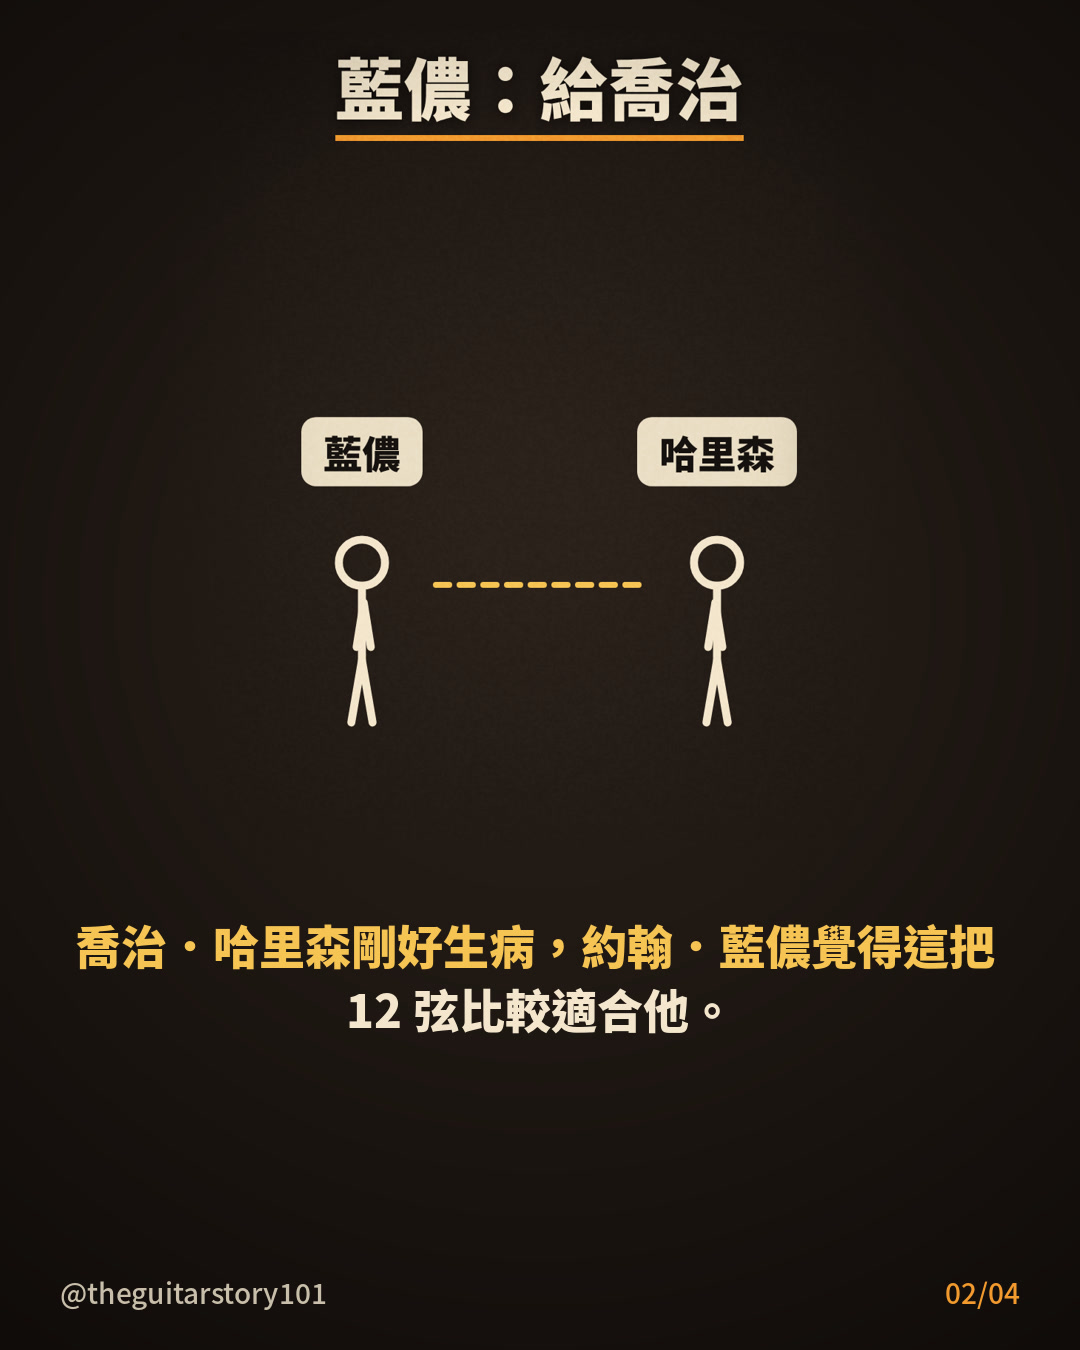 藍儂：給喬治
藍儂
哈里森
喬治·哈里森剛好生病，約翰·藍儂覺得這把
12 弦比較適合他。
@theguitarstory101
02/04